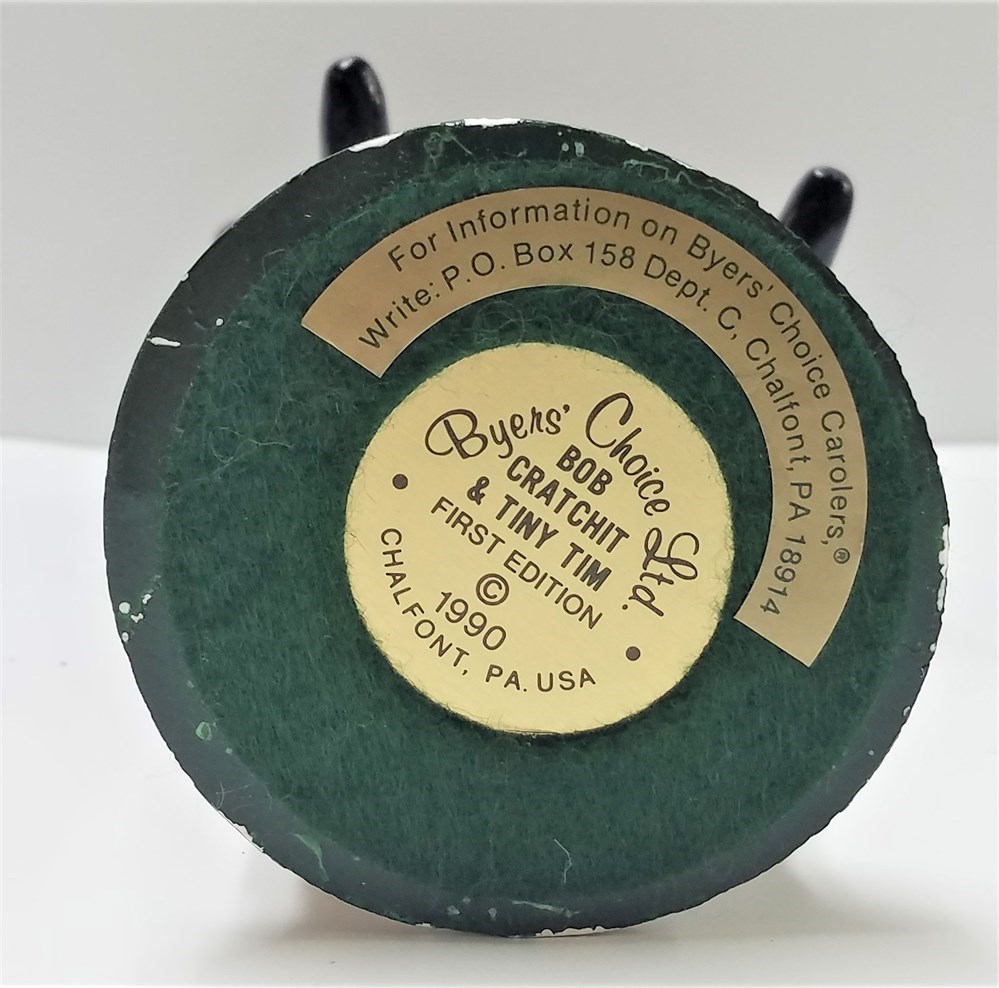 For Information on Byers' Choice Carolers,®
Write: P.O. Box 158 Dept. C, Chalfont, PA 18914
Byers' Choice Ltd.
BOB
CRATCHIT
& TINY TIM
FIRST EDITION
©
1990
CHALFONT, PA. USA